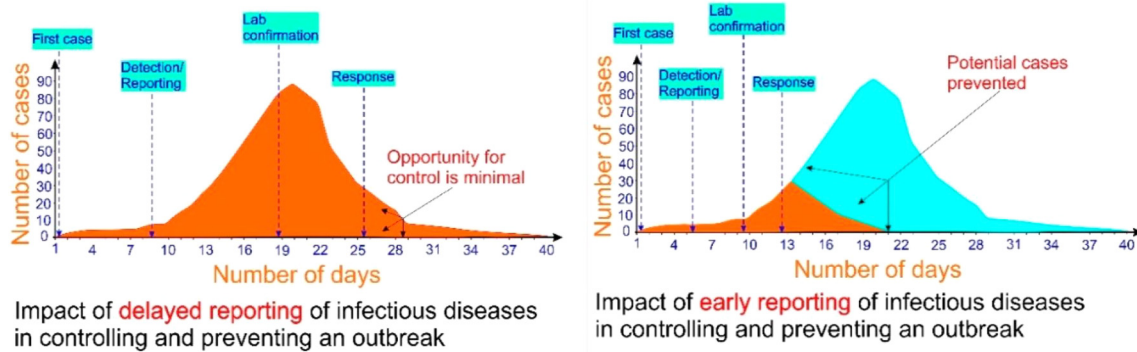 First case
Detection/
Reporting
Lab
confirmation
Response
Number of cases
90
80
70
60
50
40
30
20
10
0
Opportunity for
control is minimal
1 4 7 10 13 16 19 22 25 28 31 34 37 40
Number of days
Impact of delayed reporting of infectious diseases
in controlling and preventing an outbreak
First case
Detection/
Reporting
Lab
confirmation
Response
Number of cases
90
80
70
60
50
40
30
20
10
0
Potential cases
prevented
1 4 7 10 13 16 19 22 25 28 31 34 37 40
Number of days
Impact of early reporting of infectious diseases
in controlling and preventing an outbreak